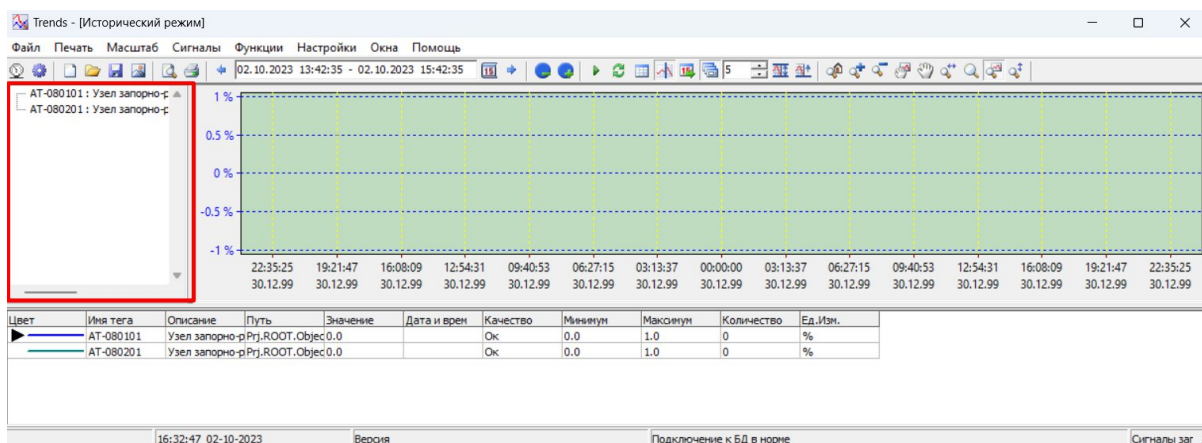 Trends - [Исторический режим]
Файл Печать Масштаб Сигналы Функции Настройки Окна Помощь
02.10.2023 13:42:35 - 02.10.2023 15:42:35 15 15 5
AT-080101 : Узел запорно-р
AT-080201 : Узел запорно-р
1 %
0.5 %
0 %
-0.5 %
-1 %
22:35:25 19:21:47 16:08:09 12:54:31 09:40:53 06:27:15 03:13:37 00:00:00 03:13:37 06:27:15 09:40:53 12:54:31 16:08:09 19:21:47 22:35:25
30.12.99 30.12.99 30.12.99 30.12.99 30.12.99 30.12.99 30.12.99 30.12.99 30.12.99 30.12.99 30.12.99 30.12.99 30.12.99 30.12.99 30.12.99
Цвет Имя тега Описание Путь Значение Дата и врем Качество Минимум Максимум Количество Ед.Изм.
AT-080101 Узел запорно-р Prj.ROOT.Objec 0.0 Ок 0.0 1.0 0 %
AT-080201 Узел запорно-р Prj.ROOT.Objec 0.0 Ок 0.0 1.0 0 %
16:32:47 02-10-2023 Версия Подключение к БД в норме Сигналы заг